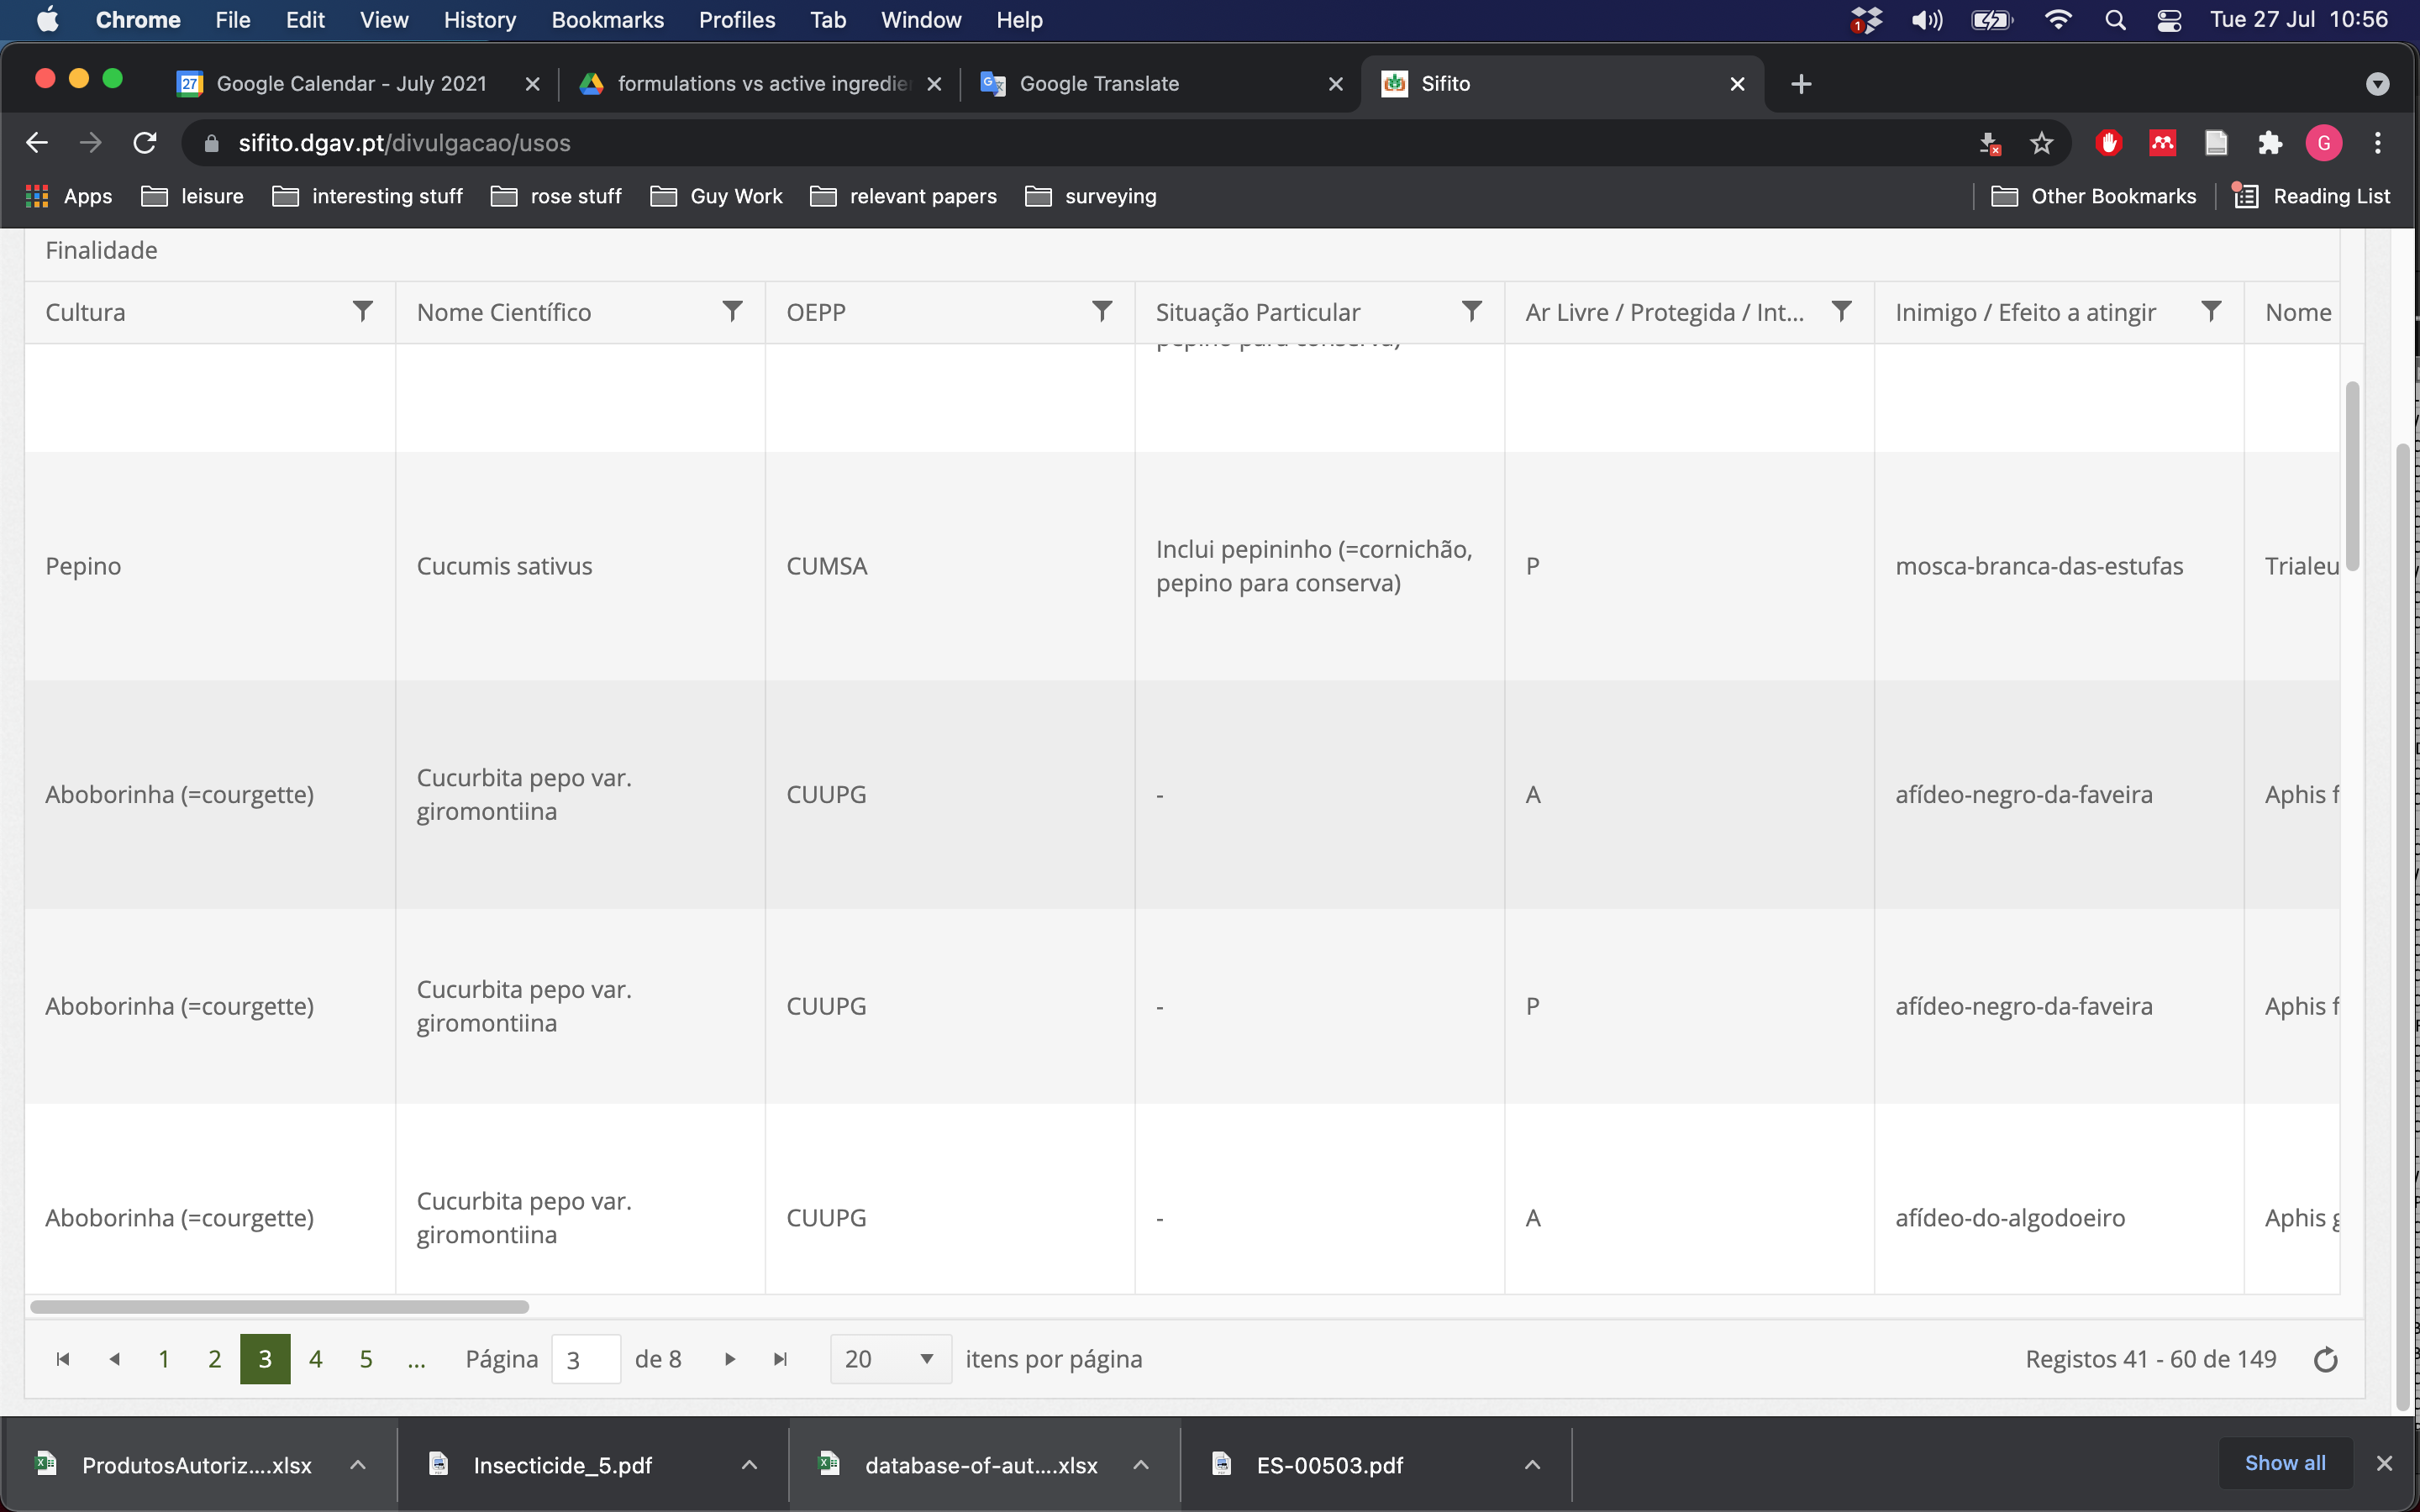 Chrome File Edit View History Bookmarks Profiles Tab Window Help
1
Tue 27 Jul 10:56
27 Google Calendar - July 2021
formulations vs active ingredie
Google Translate
Sifito
sifito.dgav.pt/divulgacao/usos
G
Apps leisure interesting stuff rose stuff Guy Work relevant papers surveying Other Bookmarks Reading List
Finalidade
Cultura Nome Científico OEPP Situação Particular Ar Livre / Protegida / Int... Inimigo / Efeito a atingir Nome
pepino para conserva)
Pepino Cucumis sativus CUMSA Inclui pepininho (=cornichão,
pepino para conserva) P mosca-branca-das-estufas Trialeu
Aboborinha (=courgette) Cucurbita pepo var.
giromontiina CUUPG - A afídeo-negro-da-faveira Aphis f
Aboborinha (=courgette) Cucurbita pepo var.
giromontiina CUUPG - P afídeo-negro-da-faveira Aphis f
Aboborinha (=courgette) Cucurbita pepo var.
giromontiina CUUPG - A afídeo-do-algodoeiro Aphis g
1 2 3 4 5 ... Página 3 de 8 20 itens por página Registos 41 - 60 de 149
ProdutosAutoriz....xlsx Insecticide_5.pdf database-of-aut....xlsx ES-00503.pdf Show all